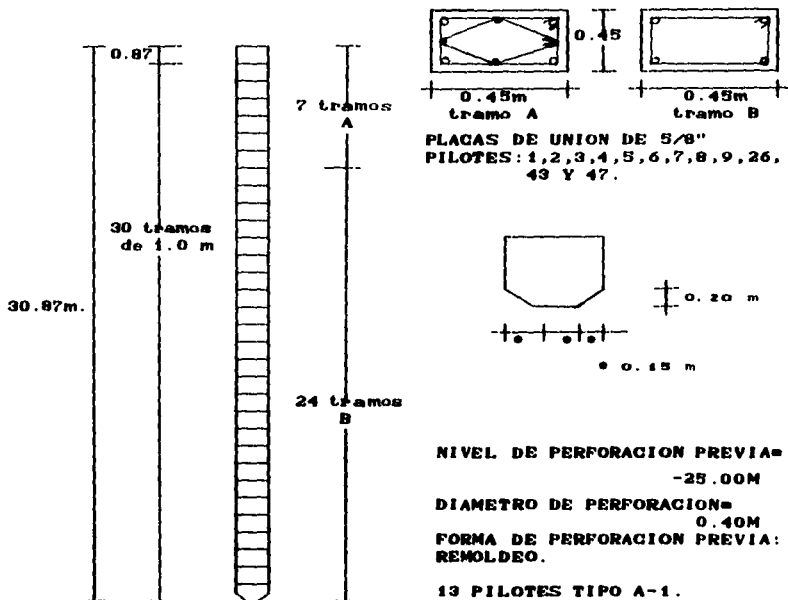 0.87
7 tramos
A
30 tramos
de 1.0 m
30.87m.
24 tramos
B
0.45
0.45m
tramo A
0.45m
tramo B
PLACAS DE UNION DE 5/8"
PILOTES:1,2,3,4,5,6,7,8,9,26,
43 Y 47.
0.20 m
• 0.15 m
NIVEL DE PERFORACION PREVIA=
-25.00M
DIAMETRO DE PERFORACION=
0.40M
FORMA DE PERFORACION PREVIA:
REMOLDEO.
13 PILOTES TIPO A-1.